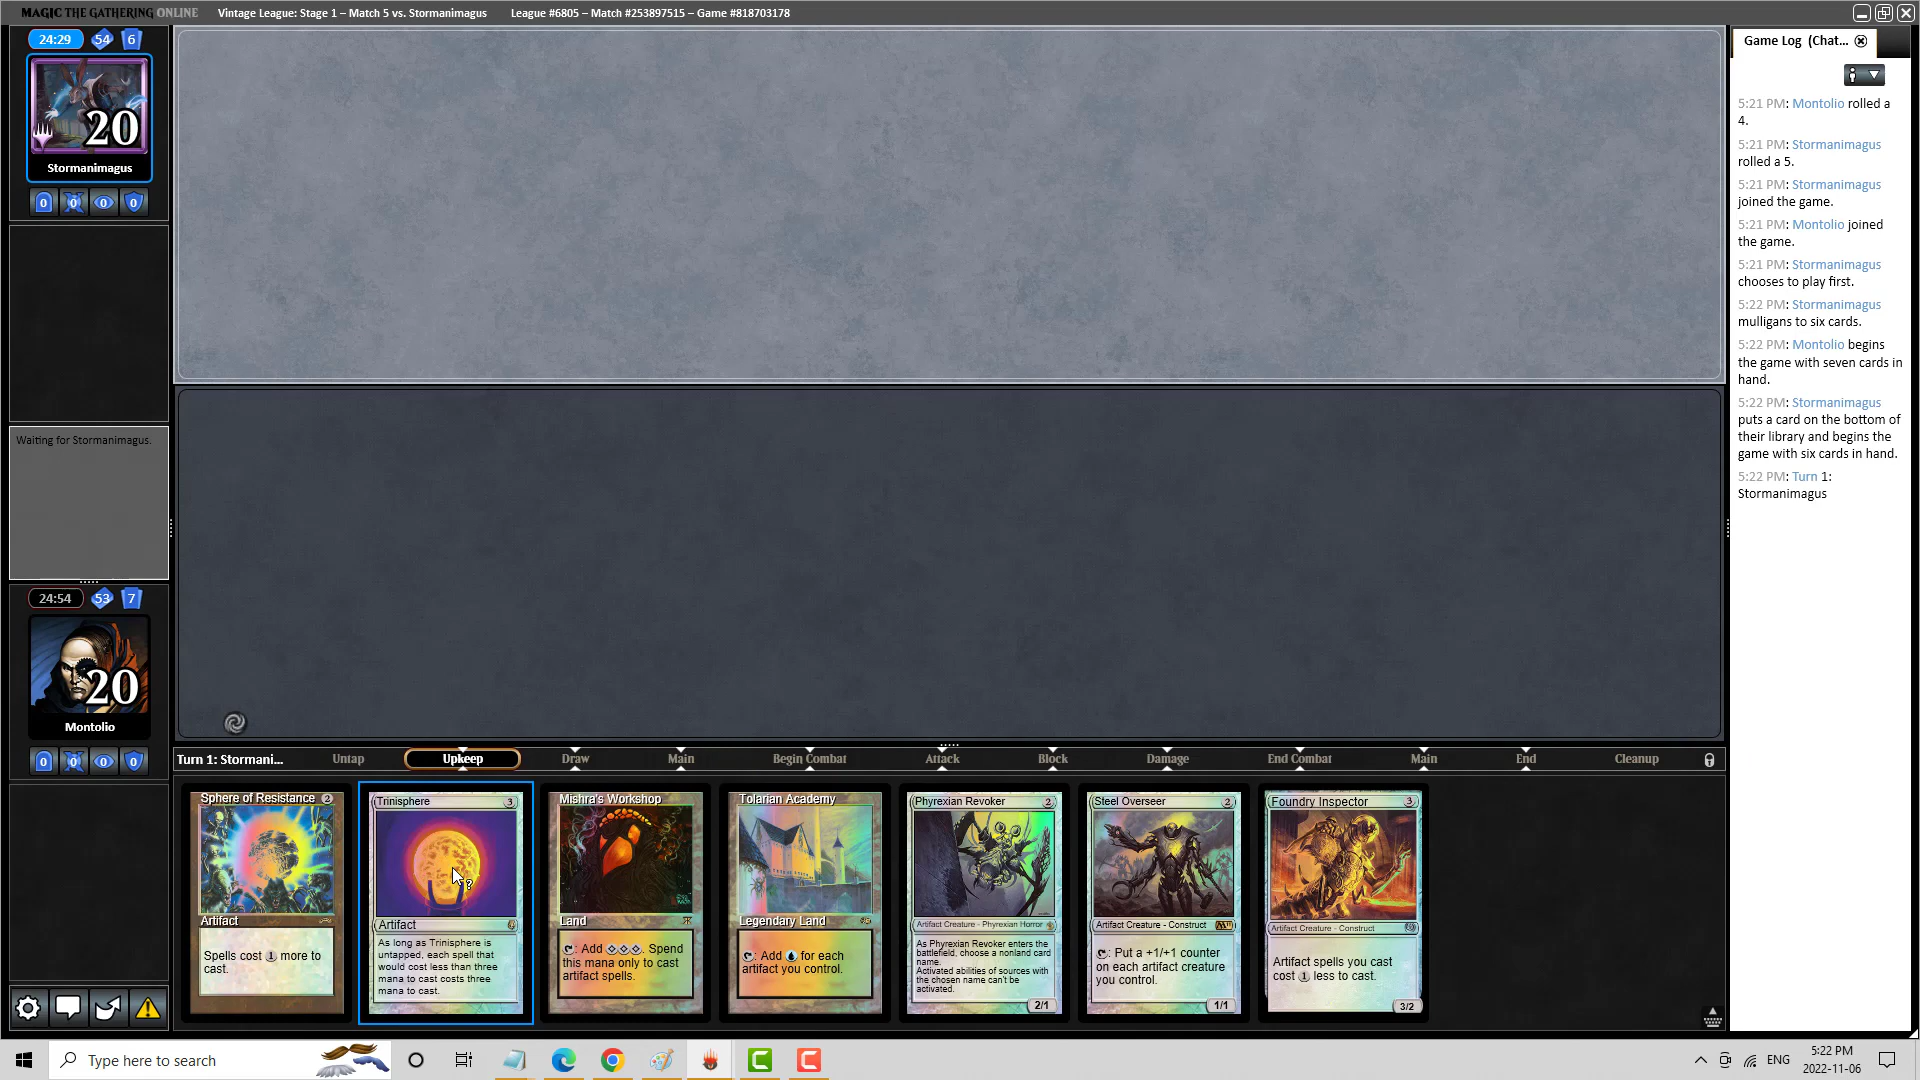 MAGIC THE GATHERING ONLINE
Vintage League: Stage 1 – Match 5 vs. Stormanimagus
League #6805 – Match #253897515 – Game #818703178
24:29 54 6
20
Stormanimagus
0 0 0 0
Waiting for Stormanimagus.
24:54 53 7
20
Montolio
0 0 0 0
Turn 1: Stormani...
Untap
Upkeep
Draw
Main
Begin Combat
Attack
Block
Damage
End Combat
Main
End
Cleanup
Sphere of Resistance 2
Artifact
Spells cost 1 more to
cast.
Trinisphere 3
Artifact
As long as Trinisphere is
untapped, each spell that
would cost less than three
mana to cast costs three
mana to cast.
Mishra's Workshop
Land
: Add . Spend
this mana only to cast
artifact spells.
Tolarian Academy
Legendary Land
: Add for each
artifact you control.
Phyrexian Revoker 2
Artifact Creature - Phyrexian Horror
As Phyrexian Revoker enters the
battlefield, choose a nonland card
name.
Activated abilities of sources with
the chosen name can't be
activated.
2/1
Steel Overseer 2
Artifact Creature - Construct
: Put a +1/+1 counter
on each artifact creature
you control.
1/1
Foundry Inspector 3
Artifact Creature - Construct
Artifact spells you cast
cost 1 less to cast.
3/2
Game Log (Chat...
5:21 PM: Montolio rolled a
4.
5:21 PM: Stormanimagus
rolled a 5.
5:21 PM: Stormanimagus
joined the game.
5:21 PM: Montolio joined
the game.
5:21 PM: Stormanimagus
chooses to play first.
5:22 PM: Stormanimagus
mulligans to six cards.
5:22 PM: Montolio begins
the game with seven cards in
hand.
5:22 PM: Stormanimagus
puts a card on the bottom of
their library and begins the
game with six cards in hand.
5:22 PM: Turn 1:
Stormanimagus
Type here to search
ENG
5:22 PM
2022-11-06